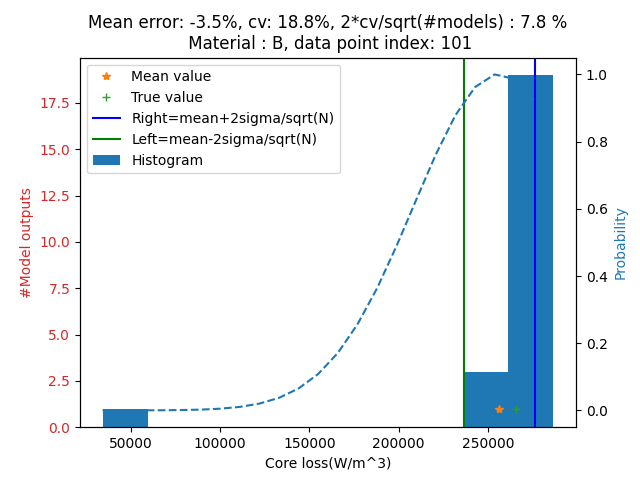 Mean error: -3.5%, cv: 18.8%, 2*cv/sqrt(#models) : 7.8 %
Material : B, data point index: 101
Mean value
True value
Right=mean+2sigma/sqrt(N)
Left=mean-2sigma/sqrt(N)
Histogram
#Model outputs
17.5
15.0
12.5
10.0
7.5
5.0
2.5
0.0
1.0
0.8
0.6
0.4
0.2
0.0
Probability
50000 100000 150000 200000 250000
Core loss(W/m^3)